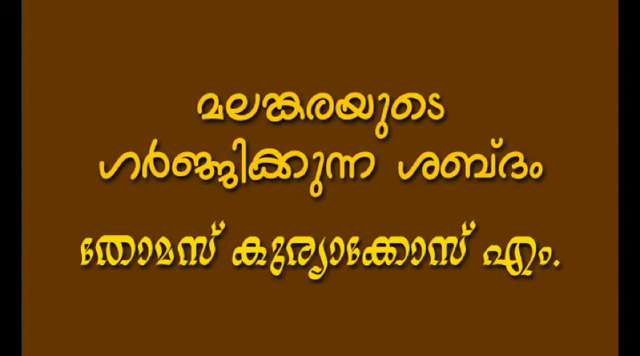 മലങ്കരയുടെ
ഗർജ്ജിക്കുന്ന ശബ്ദം
തോമസ് കുര്യാക്കോസ് എം.